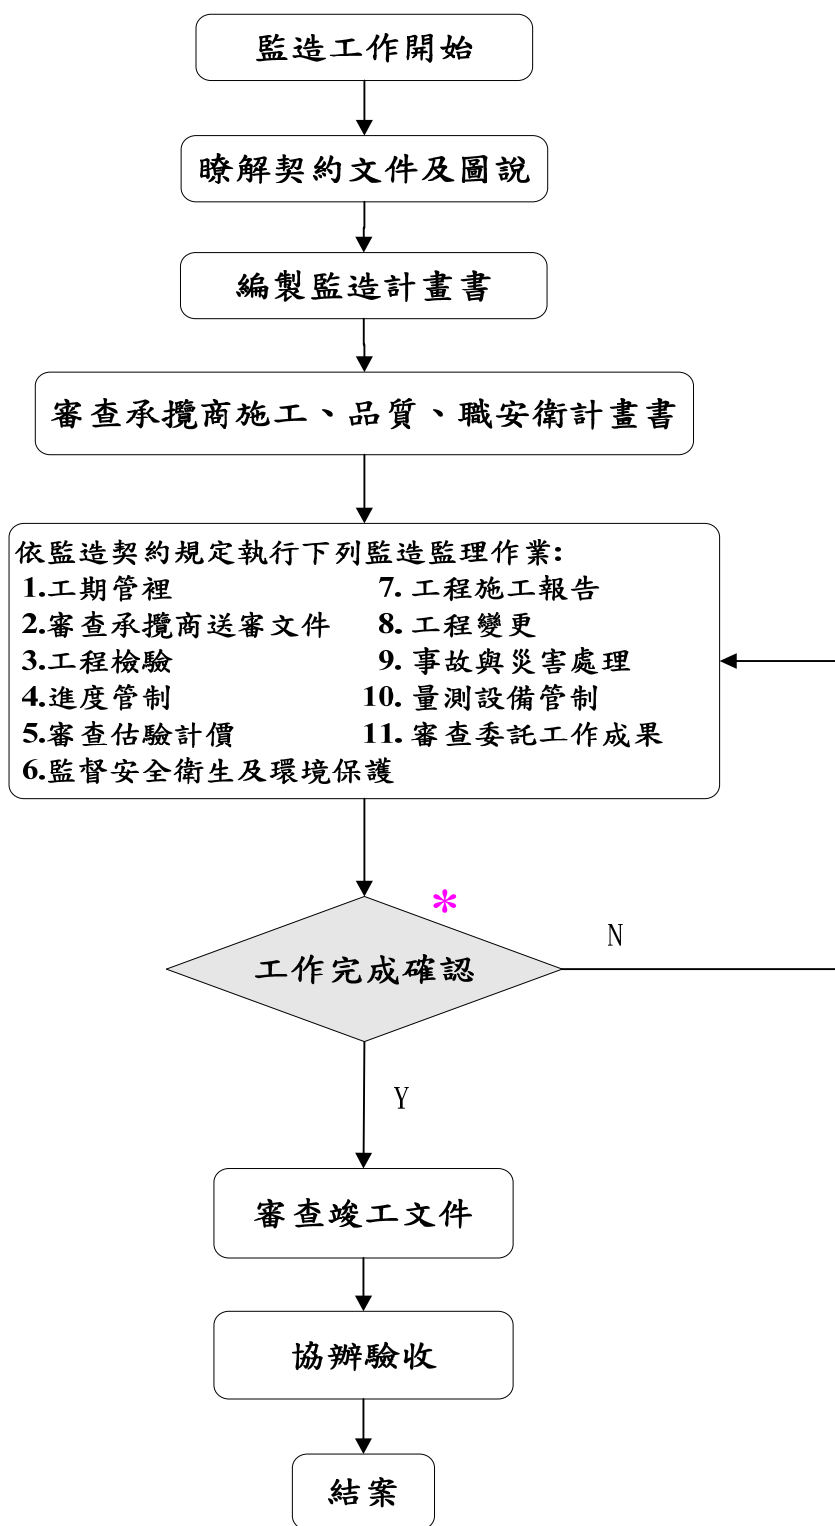 監造工作開始
瞭解契約文件及圖說
編製監造計畫書
審查承攬商施工、品質、職安衛計畫書
依監造契約規定執行下列監造監理作業:
1.工期管裡
2.審查承攬商送審文件
3.工程檢驗
4.進度管制
5.審查估驗計價
6.監督安全衛生及環境保護
7. 工程施工報告
8. 工程變更
9. 事故與災害處理
10. 量測設備管制
11. 審查委託工作成果
*
工作完成確認
N
Y
審查竣工文件
協辦驗收
結案